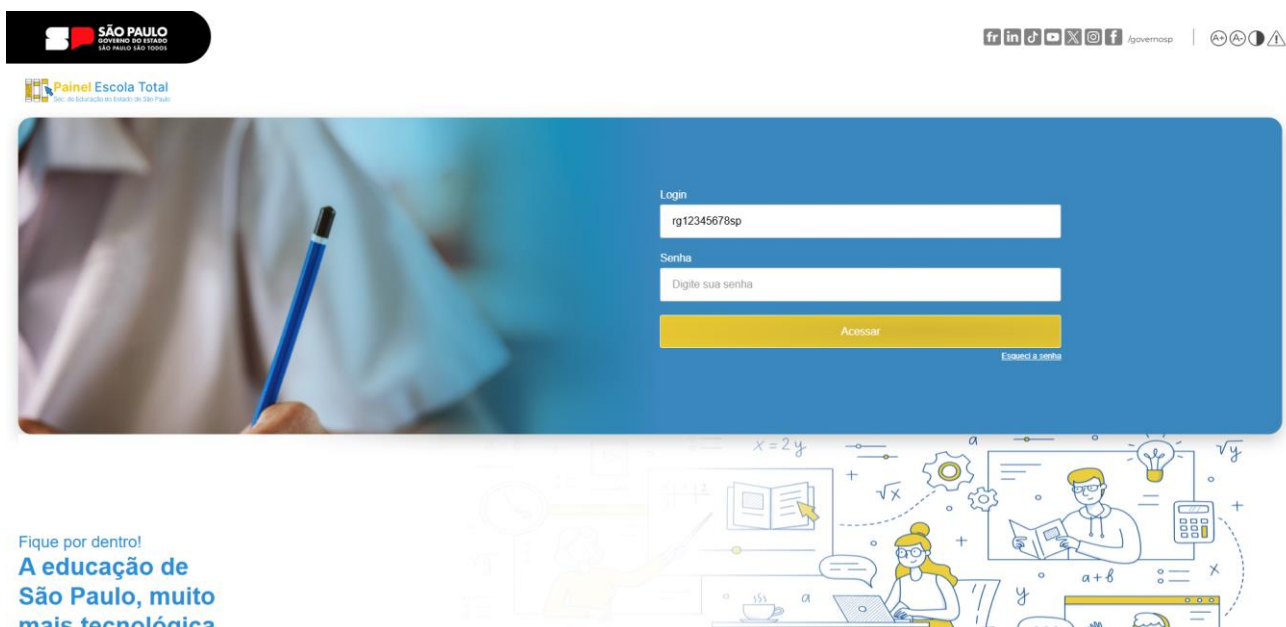 SÃO PAULO
GOVERNO DO ESTADO
SÃO PAULO SÃO TODOS
/governosp
A+ A-
Painel Escola Total
Sec. de Educação do Estado de São Paulo
Login
rg12345678sp
Senha
Digite sua senha
Acessar
Esqueci a senha
x = 2y
a
√y
+
√x
+
+
a + b
x
y
a
Fique por dentro!
A educação de
São Paulo, muito
mais tecnológica